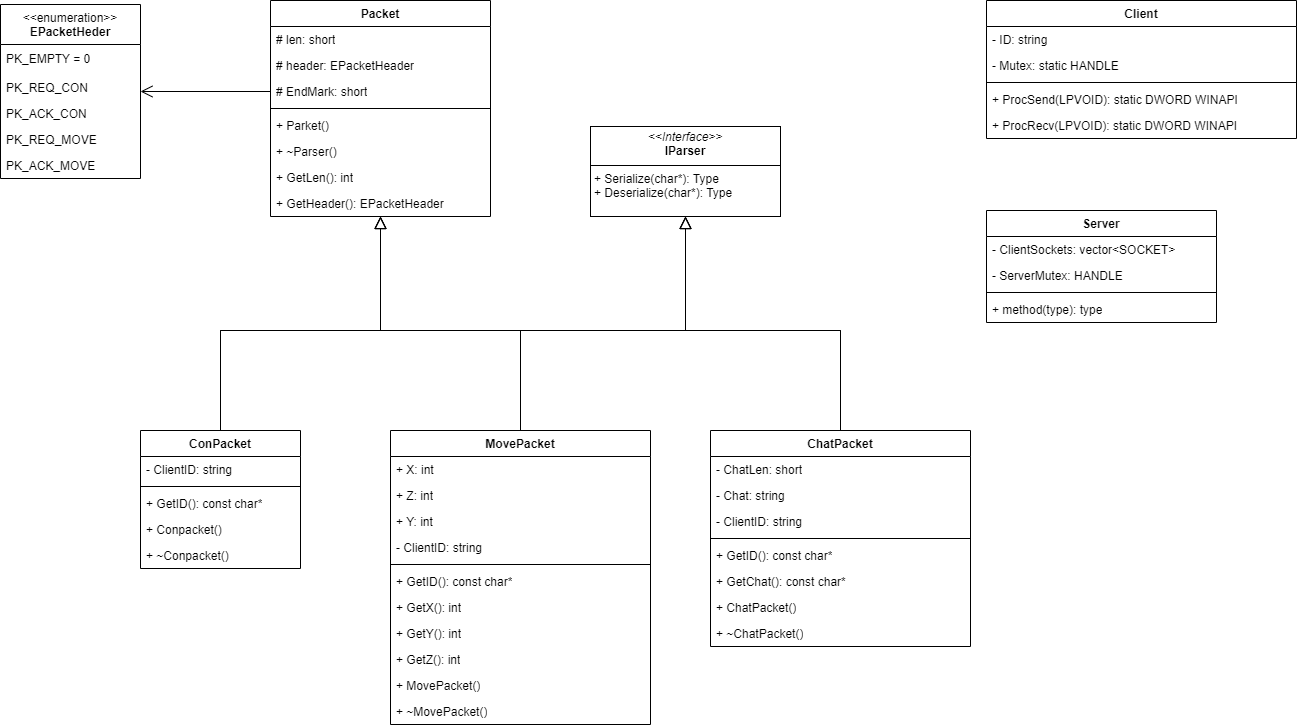 <<enumeration>>
EPacketHeder
PK_EMPTY = 0
PK_REQ_CON
PK_ACK_CON
PK_REQ_MOVE
PK_ACK_MOVE
Packet
# len: short
# header: EPacketHeader
# EndMark: short
+ Parket()
+ ~Parser()
+ GetLen(): int
+ GetHeader(): EPacketHeader
<<Interface>>
IParser
+ Serialize(char*): Type
+ Deserialize(char*): Type
Client
- ID: string
- Mutex: static HANDLE
+ ProcSend(LPVOID): static DWORD WINAPI
+ ProcRecv(LPVOID): static DWORD WINAPI
Server
- ClientSockets: vector<SOCKET>
- ServerMutex: HANDLE
+ method(type): type
ConPacket
- ClientID: string
+ GetID(): const char*
+ Conpacket()
+ ~Conpacket()
MovePacket
+ X: int
+ Z: int
+ Y: int
- ClientID: string
+ GetID(): const char*
+ GetX(): int
+ GetY(): int
+ GetZ(): int
+ MovePacket()
+ ~MovePacket()
ChatPacket
- ChatLen: short
- Chat: string
- ClientID: string
+ GetID(): const char*
+ GetChat(): const char*
+ ChatPacket()
+ ~ChatPacket()